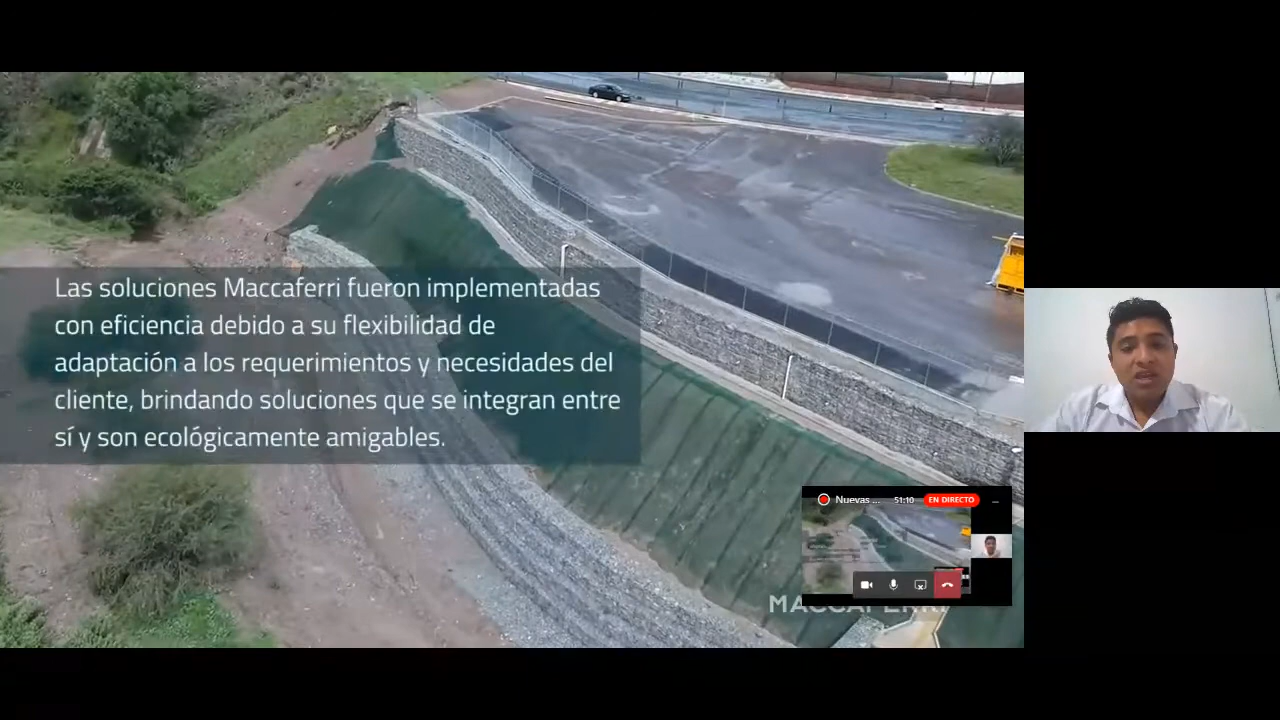 Las soluciones Maccaferri fueron implementadas
con eficiencia debido a su flexibilidad de
adaptación a los requerimientos y necesidades del
cliente, brindando soluciones que se integran entre
sí y son ecológicamente amigables.
Nuevas ... 51:10 EN DIRECTO
MACCAFERRI